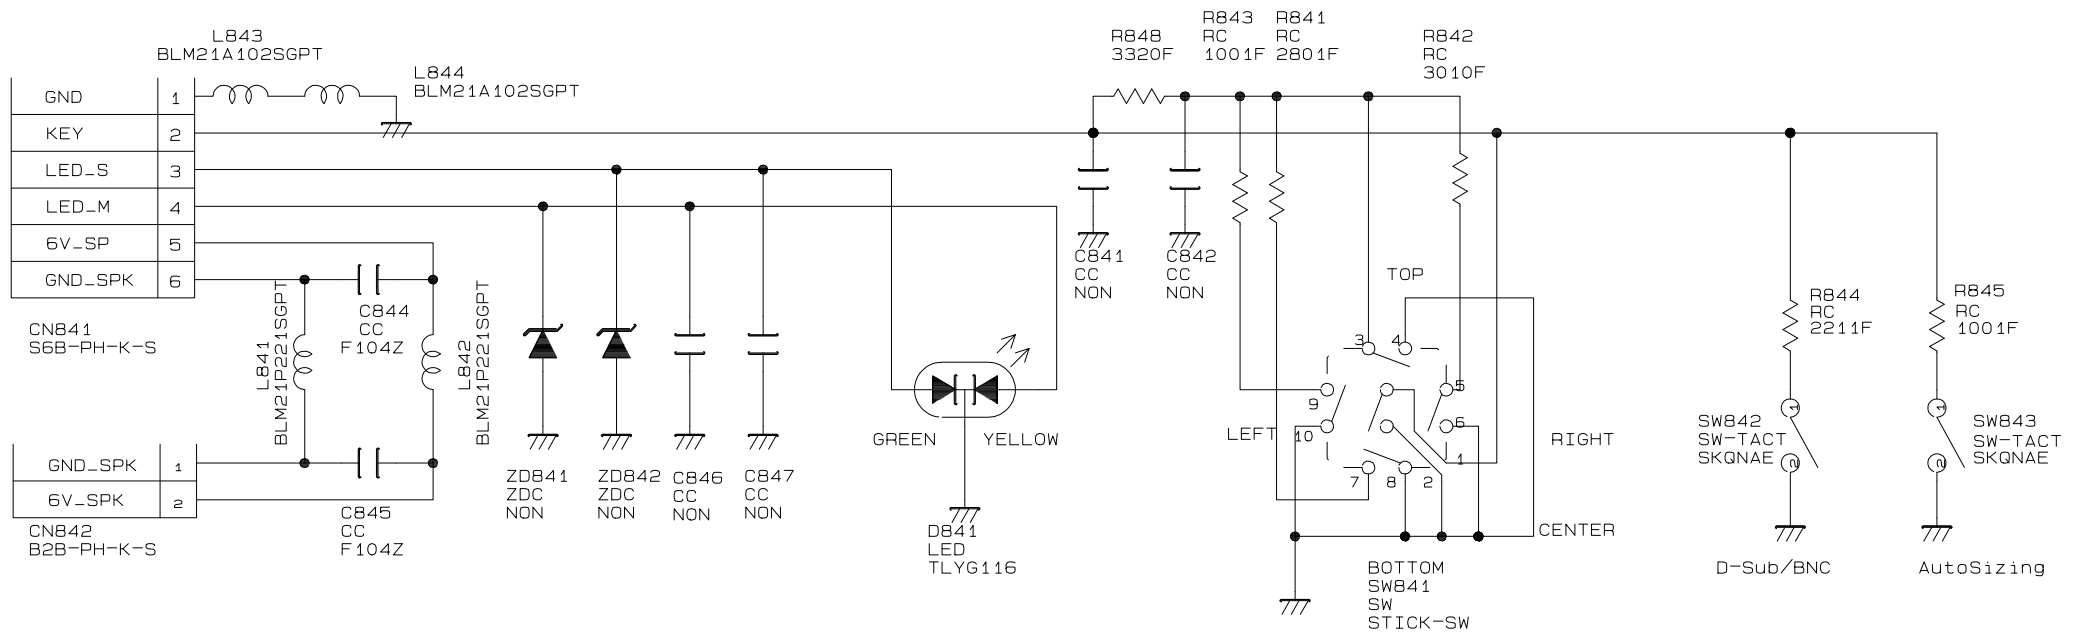 L843
BLM21A102SGPT
L844
BLM21A102SGPT
GND 1
KEY 2
LED_S 3
LED_M 4
6V_SP 5
GND_SPK 6
CN841
S6B-PH-K-S
L841
BLM21P221SGPT
C844
CC
F104Z
L842
BLM21P221SGPT
GND_SPK 1
6V_SPK 2
CN842
B2B-PH-K-S
C845
CC
F104Z
ZD841
ZDC
NON
ZD842
ZDC
NON
C846
CC
NON
C847
CC
NON
GREEN
YELLOW
D841
LED
TLYG116
R848
3320F
R843
RC
1001F
R841
RC
2801F
R842
RC
3010F
C841
CC
NON
C842
CC
NON
TOP
3
4
5
9
6
LEFT
10
1
RIGHT
7
8
2
CENTER
BOTTOM
SW841
SW
STICK-SW
R844
RC
2211F
R845
RC
1001F
SW842
SW-TACT
SKQNAE
1
2
SW843
SW-TACT
SKQNAE
1
2
D-Sub/BNC
AutoSizing